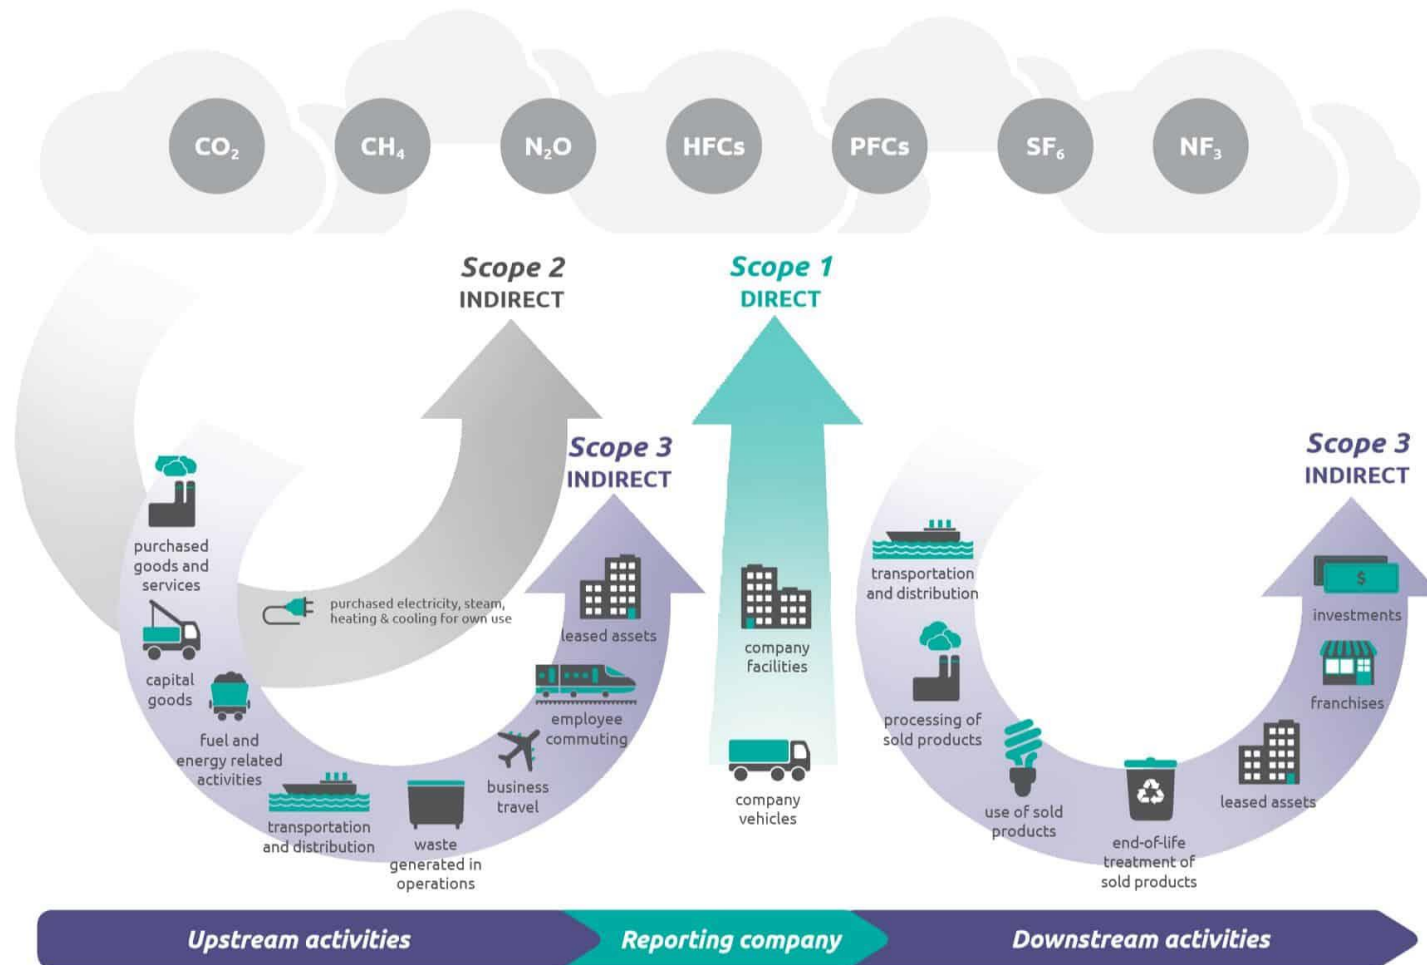 CO₂
CH₄
N₂O
HFCs
PFCs
SF₆
NF₃
Scope 2
INDIRECT
Scope 1
DIRECT
Scope 3
INDIRECT
Scope 3
INDIRECT
purchased
goods and
services
capital
goods
fuel and
energy related
activities
transportation
and distribution
waste
generated in
operations
business
travel
employee
commuting
leased assets
purchased electricity, steam,
heating & cooling for own use
company
facilities
company
vehicles
transportation
and distribution
processing of
sold products
use of sold
products
end-of-life
treatment of
sold products
leased assets
franchises
$
investments
Upstream activities
Reporting company
Downstream activities